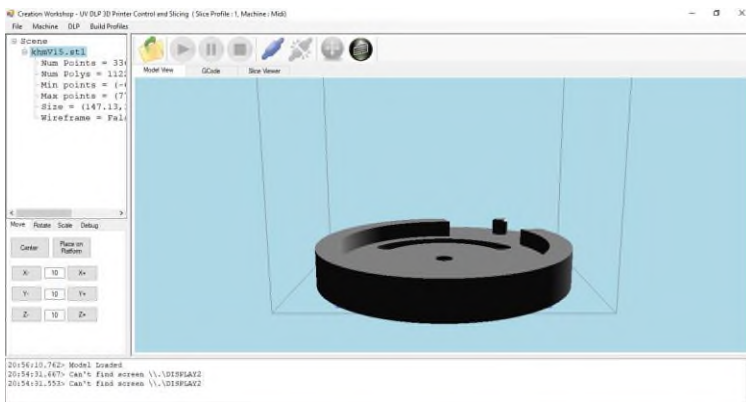 Creation Workshop - UV DLP 3D Printer Control and Slicing ( Slice Profile : 1, Machine : Midi)
File Machine DLP Build Profiles
Scene
khmV15.stl
Num Points = 33
Num Polys = 112
Min points = (-
Max points = (7
Size = (147.13,
Wireframe = Fal
Model View GCode Slice Viewer
Move Rotate Scale Debug
Center Place on Platform
X- 10 X+
Y- 10 Y+
Z- 10 Z+
20:56:10.762> Model Loaded
20:54:31.667> Can't find screen \\.\DISPLAY2
20:54:31.553> Can't find screen \\.\DISPLAY2